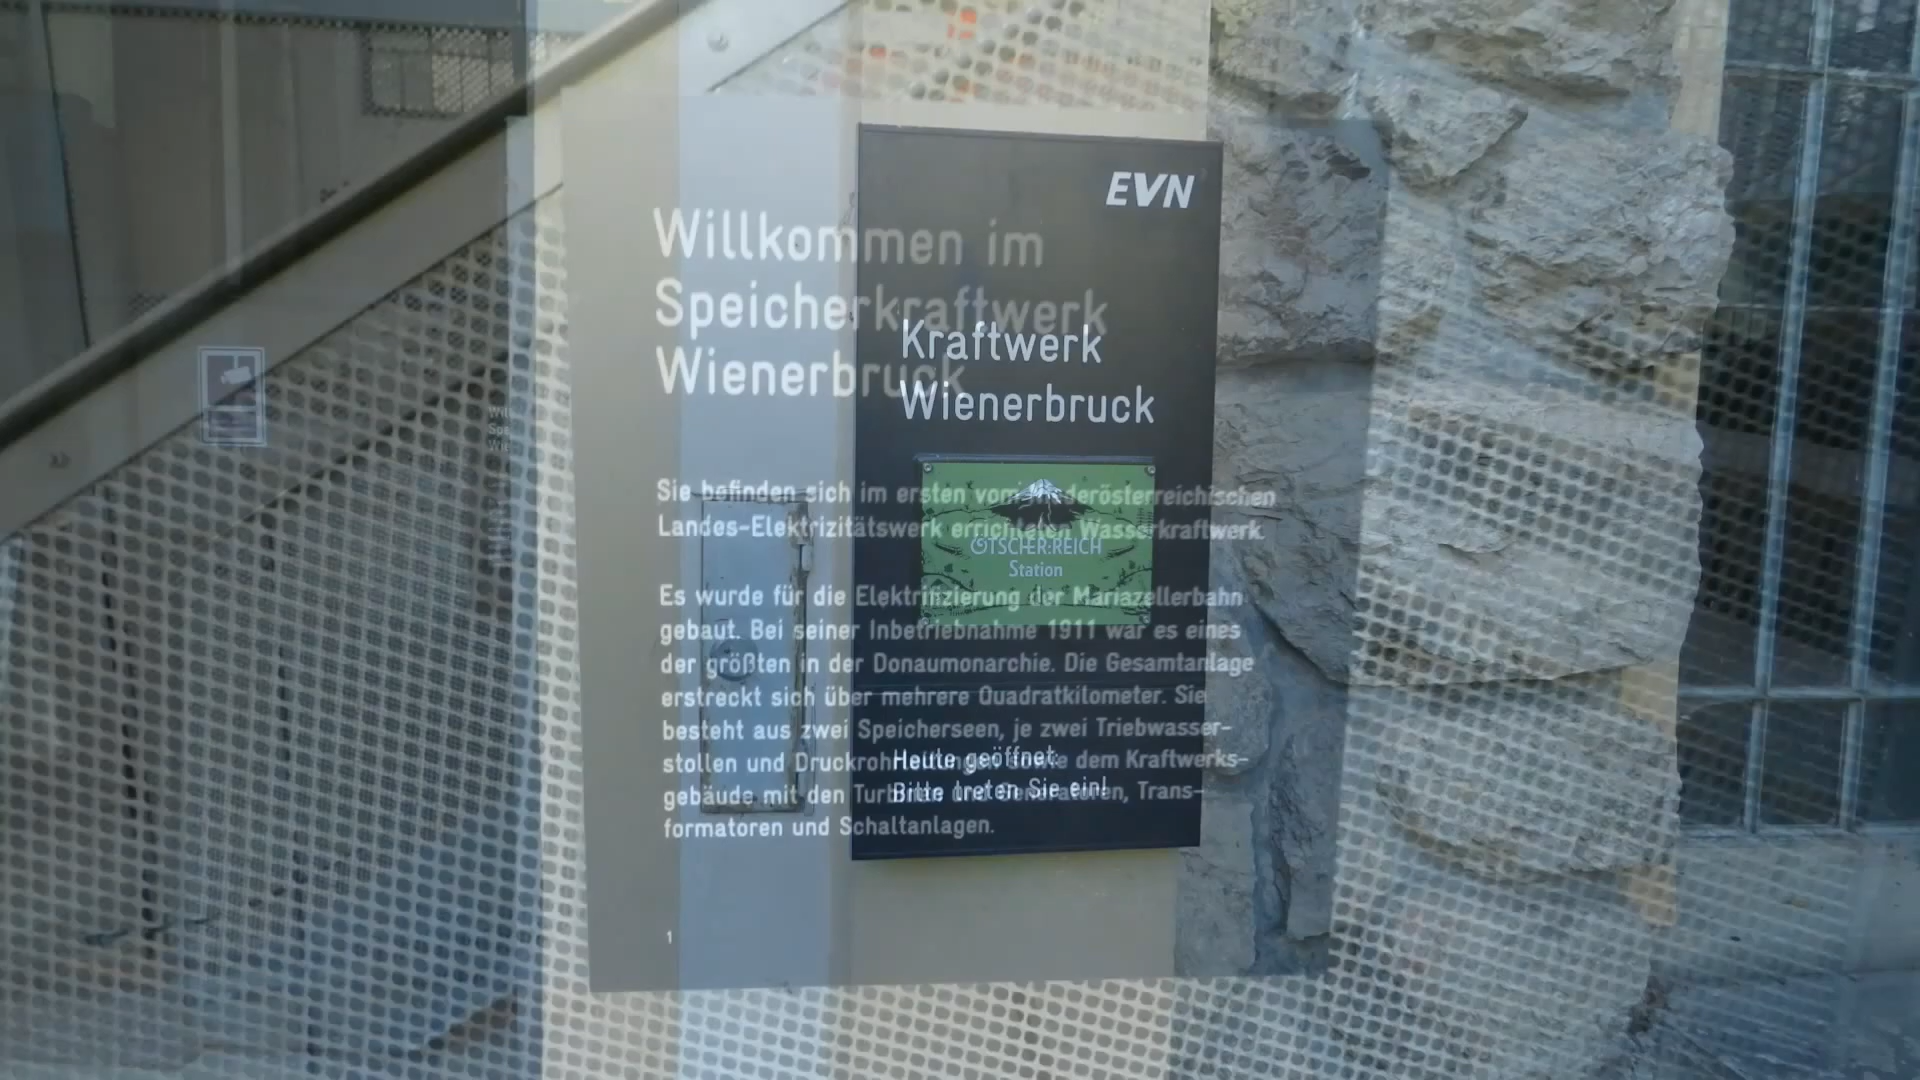 EVN
Willkommen im
Speicherkraftwerk
Wienerbruck
Kraftwerk
Wienerbruck
Sie befinden sich im ersten vom niederösterreichischen
Landes-Elektrizitätswerk errichteten Wasserkraftwerk.
ÖTSCHER:REICH
Station
Es wurde für die Elektrifizierung der Mariazellerbahn
gebaut. Bei seiner Inbetriebnahme 1911 war es eines
der größten in der Donaumonarchie. Die Gesamtanlage
erstreckt sich über mehrere Quadratkilometer. Sie
besteht aus zwei Speicherseen, je zwei Triebwasser-
stollen und Druckrohrleitungen sowie dem Kraftwerks-
gebäude mit den Turbinen und Generatoren, Trans-
formatoren und Schaltanlagen.
Heute geöffnet:
Bitte treten Sie ein!
1